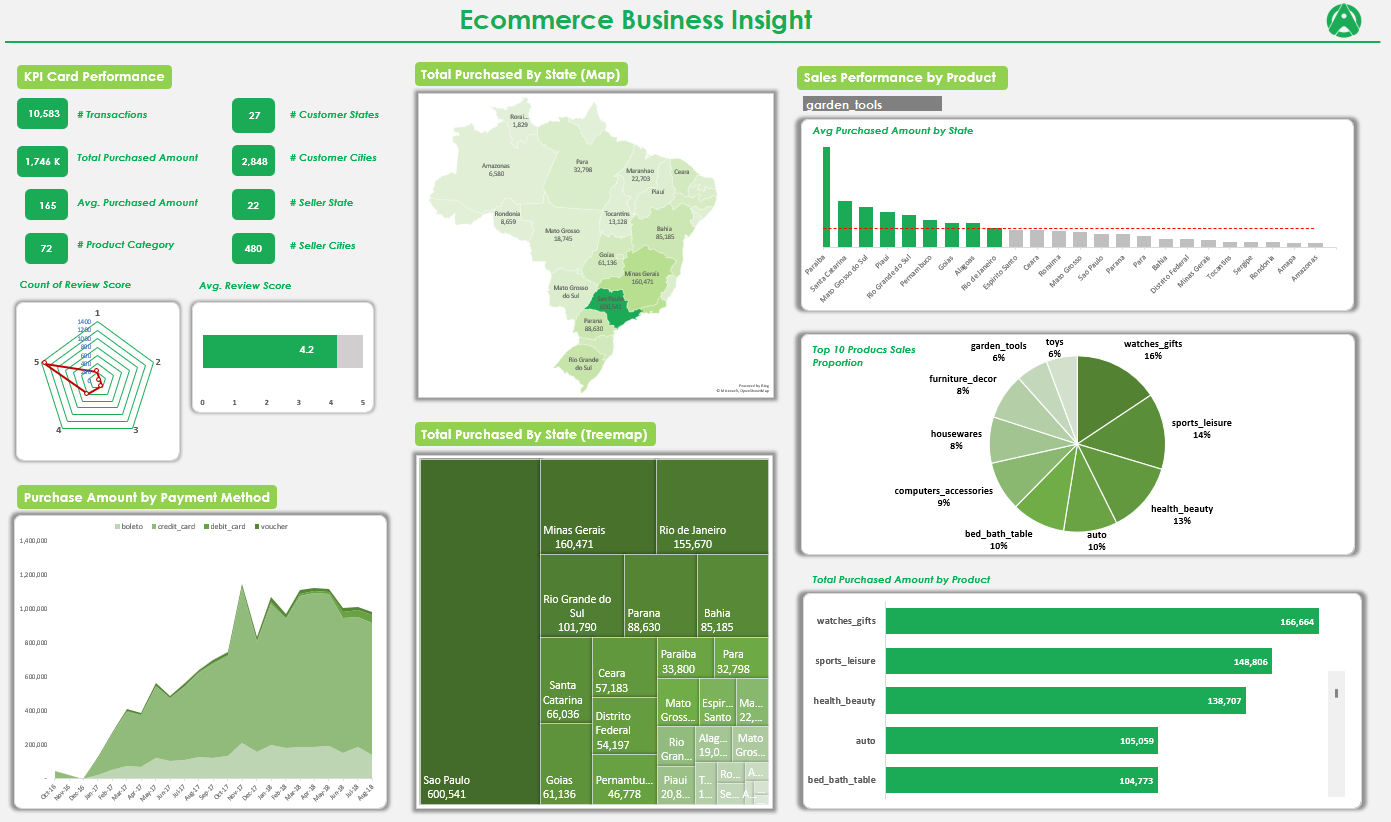 Ecommerce Business Insight
KPI Card Performance
10,583
# Transactions
27
# Customer States
1,746 K
Total Purchased Amount
2,848
# Customer Cities
165
Avg. Purchased Amount
22
# Seller State
72
# Product Category
480
# Seller Cities
Count of Review Score
1
2
3
4
5
1400
1200
1000
800
600
Avg. Review Score
4.2
0 1 2 3 4 5
Purchase Amount by Payment Method
boleto credit_card debit_card voucher
1,400,000
1,200,000
1,000,000
800,000
600,000
400,000
200,000
-
Oct-16 Nov-16 Dec-16 Jan-17 Feb-17 Mar-17 Apr-17 May-17 Jun-17 Jul-17 Aug-17 Sep-17 Oct-17 Nov-17 Dec-17 Jan-18 Feb-18 Mar-18 Apr-18 May-18 Jun-18 Jul-18 Aug-18
Total Purchased By State (Map)
Rorai...
1,829
Amazonas
6,580
Para
32,798
Maranhao
22,703
Ceara
Piaui
Rondonia
8,659
Tocantins
13,128
Mato Grosso
18,745
Bahia
85,185
Goias
61,136
Minas Gerais
160,471
Mato Grosso
do Sul
Sao Paulo
600,541
Parana
88,630
Rio Grande
do Sul
Powered by Bing
© Microsoft, OpenStreetMap
Total Purchased By State (Treemap)
Sao Paulo
600,541
Minas Gerais
160,471
Rio de Janeiro
155,670
Rio Grande do
Sul
101,790
Parana
88,630
Bahia
85,185
Santa
Catarina
66,036
Goias
61,136
Ceara
57,183
Distrito
Federal
54,197
Pernambu...
46,778
Paraiba
33,800
Para
32,798
Mato
Gross...
Espir...
Santo
Ma...
22,...
Rio
Gran...
Alag...
19,0...
Mato
Gros...
Piaui
20,8...
T...
1...
Ro...
Se...
A...
A...
Sales Performance by Product
garden_tools
Avg Purchased Amount by State
Paraiba
Santa Catarina
Mato Grosso do Sul
Piaui
Rio Grande do Sul
Pernambuco
Goias
Alagoas
Rio de Janeiro
Espirito Santo
Ceara
Roraima
Mato Grosso
Sao Paulo
Parana
Para
Bahia
Distrito Federal
Minas Gerais
Tocantins
Sergipe
Rondonia
Amapa
Amazonas
Top 10 Producs Sales
Proportion
watches_gifts
16%
sports_leisure
14%
health_beauty
13%
auto
10%
bed_bath_table
10%
computers_accessories
9%
housewares
8%
furniture_decor
8%
garden_tools
6%
toys
6%
Total Purchased Amount by Product
watches_gifts
166,664
sports_leisure
148,806
health_beauty
138,707
auto
105,059
bed_bath_table
104,773